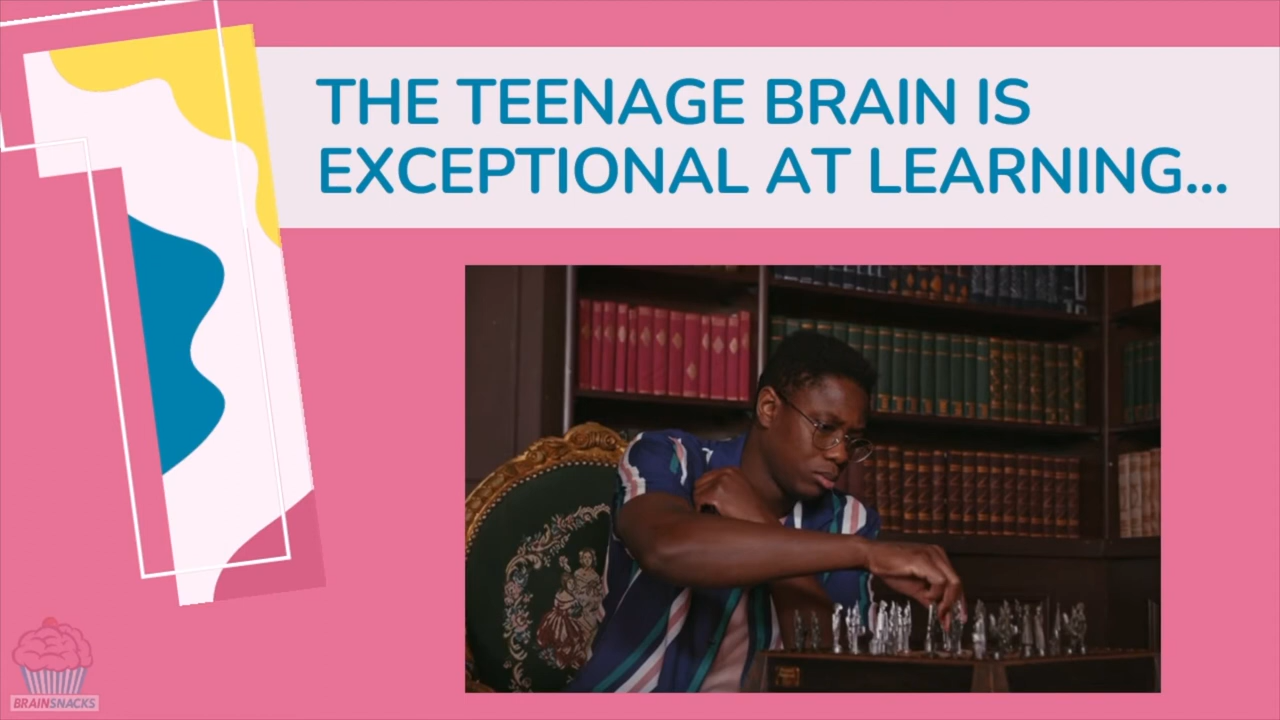 THE TEENAGE BRAIN IS
EXCEPTIONAL AT LEARNING...
BRAINSNACKS